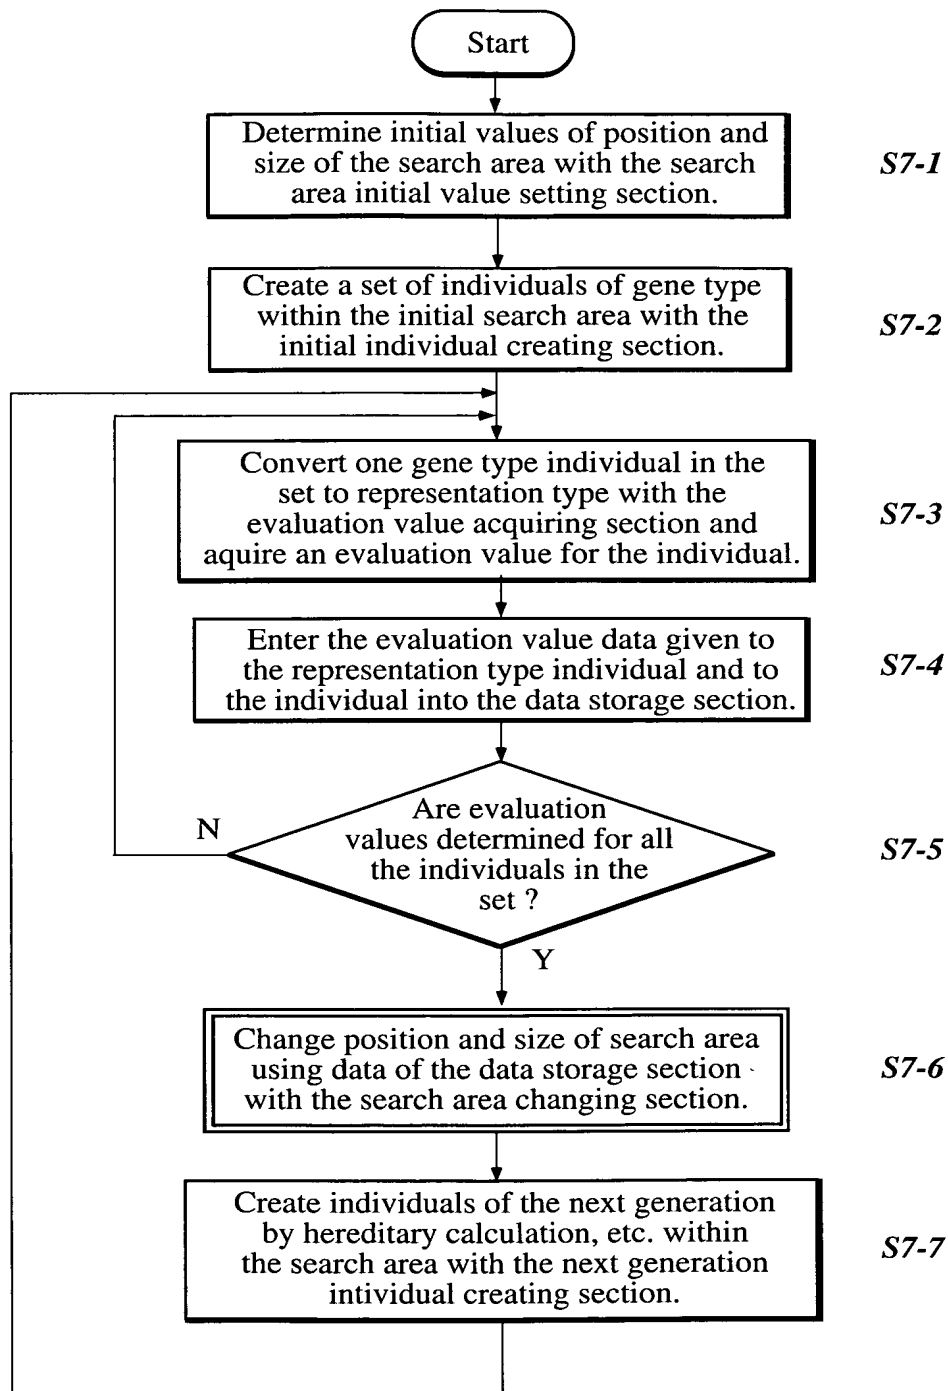 Start
Determine initial values of position and
size of the search area with the search
area initial value setting section.
S7-1
Create a set of individuals of gene type
within the initial search area with the
initial individual creating section.
S7-2
Convert one gene type individual in the
set to representation type with the
evaluation value acquiring section and
aquire an evaluation value for the individual.
S7-3
Enter the evaluation value data given to
the representation type individual and to
the individual into the data storage section.
S7-4
Are evaluation
values determined for all
the individuals in the
set ?
N
S7-5
Y
Change position and size of search area
using data of the data storage section
with the search area changing section.
S7-6
Create individuals of the next generation
by hereditary calculation, etc. within
the search area with the next generation
intividual creating section.
S7-7